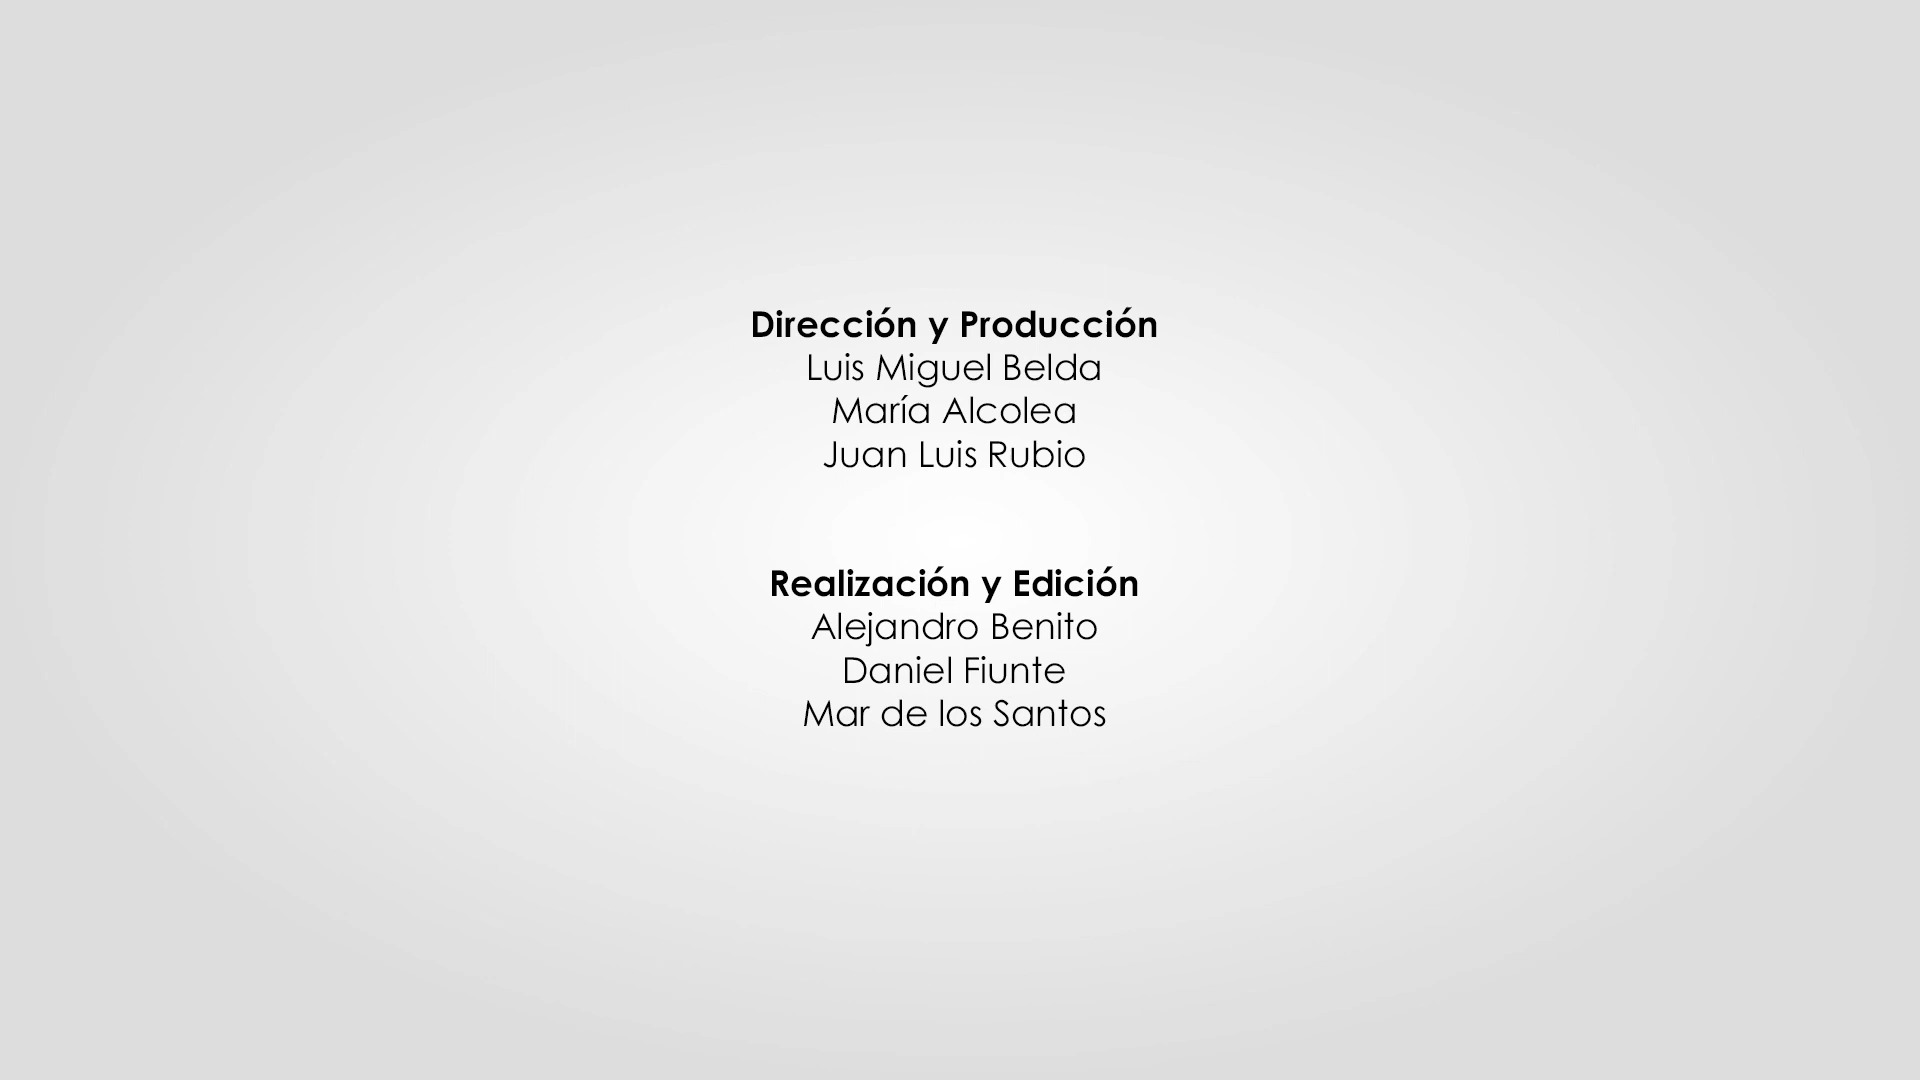 Dirección y Producción
Luis Miguel Belda
María Alcolea
Juan Luis Rubio
Realización y Edición
Alejandro Benito
Daniel Fiunte
Mar de los Santos